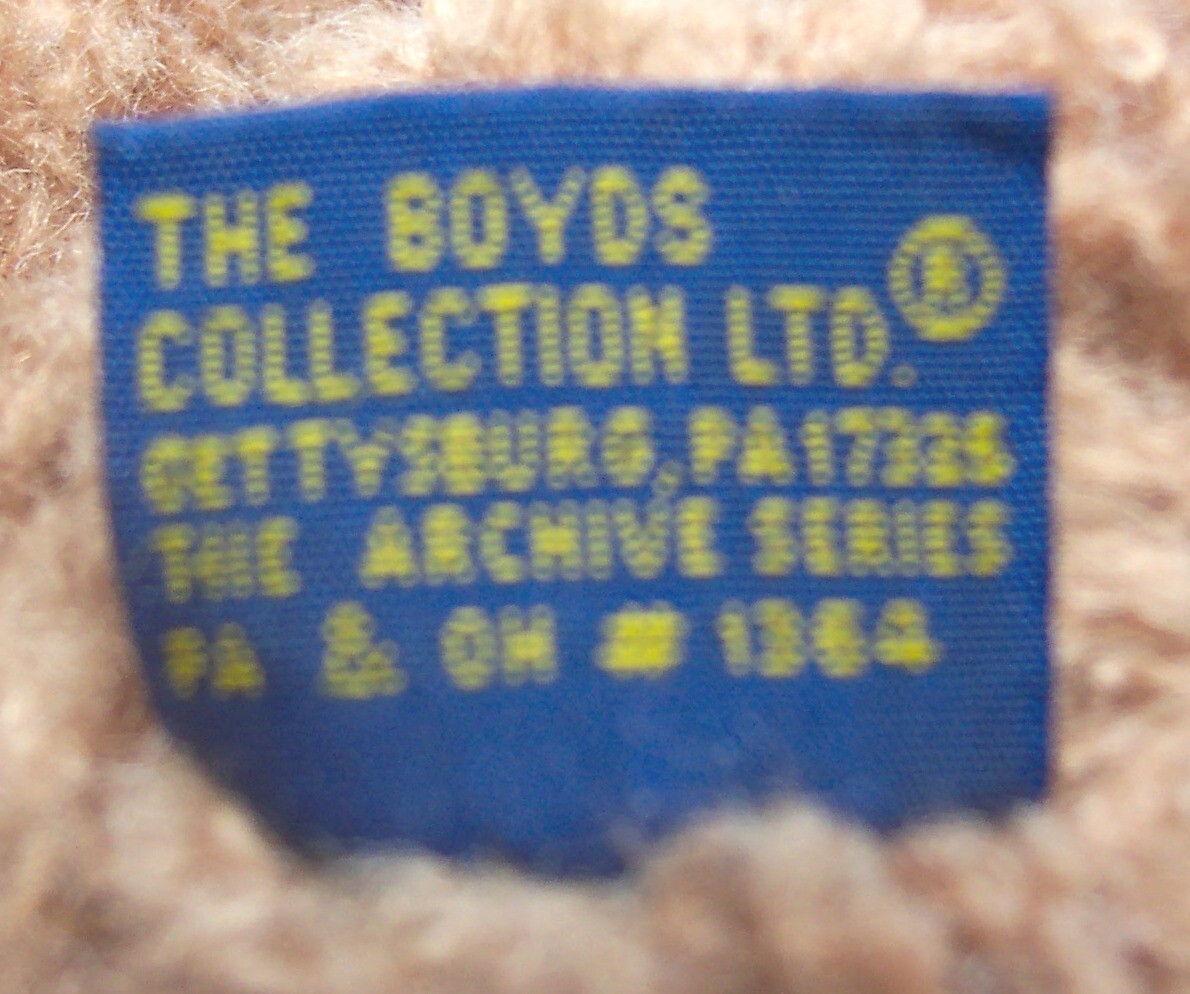 THE BOYDS
COLLECTION LTD.®
GETTYSBURG, PA 17325
THE ARCHIVE SERIES
PA & OH # 1364